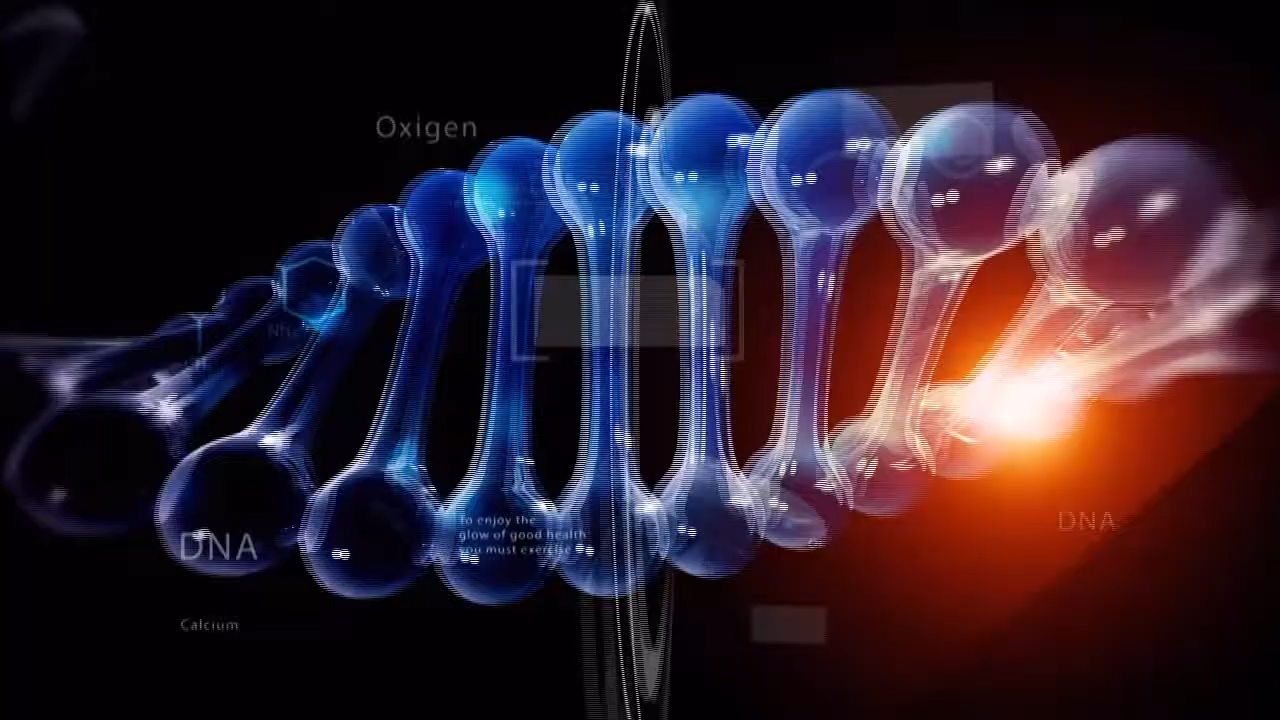 Oxigen
DNA
To enjoy the
glow of good health
you must exercise
DNA
Calcium